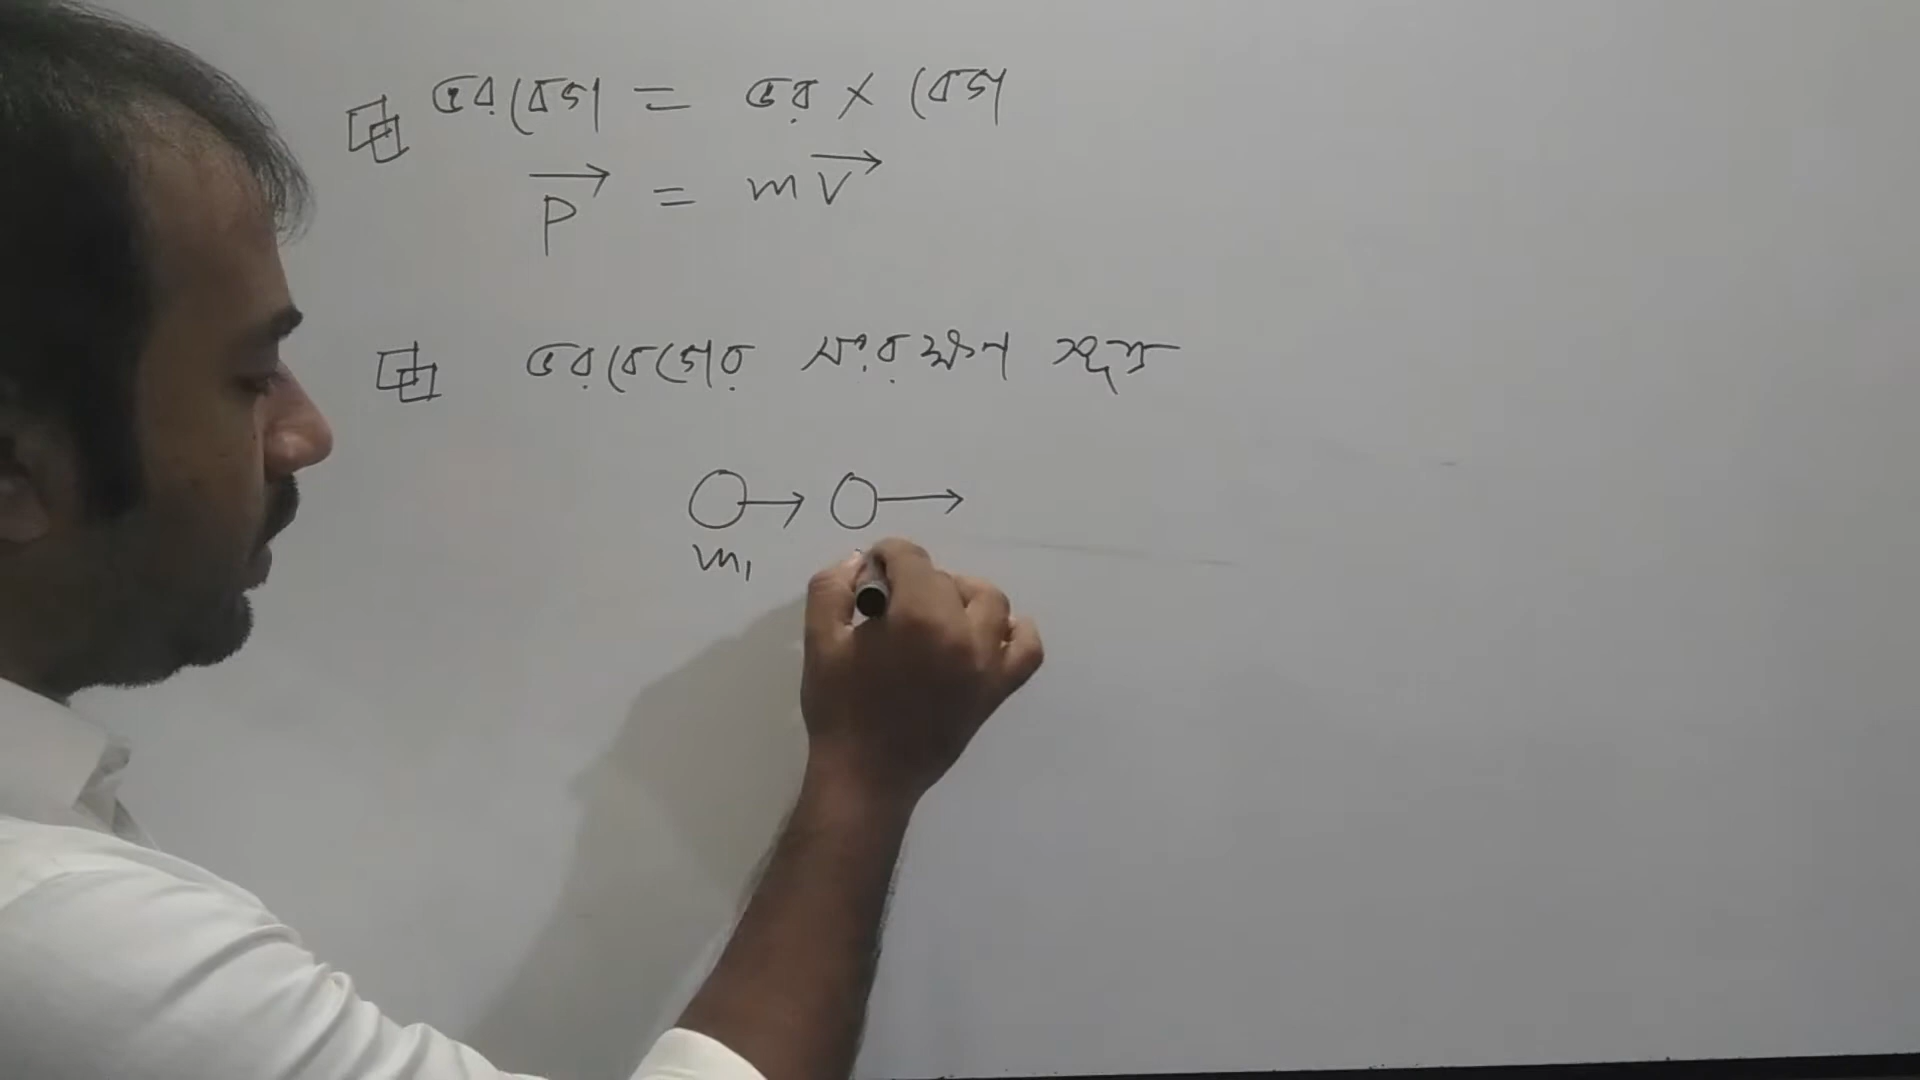 ভরবেগ = ভর × বেগ
P⃗ = mv⃗
ভরবেগের সংরক্ষণ সূত্র
m₁